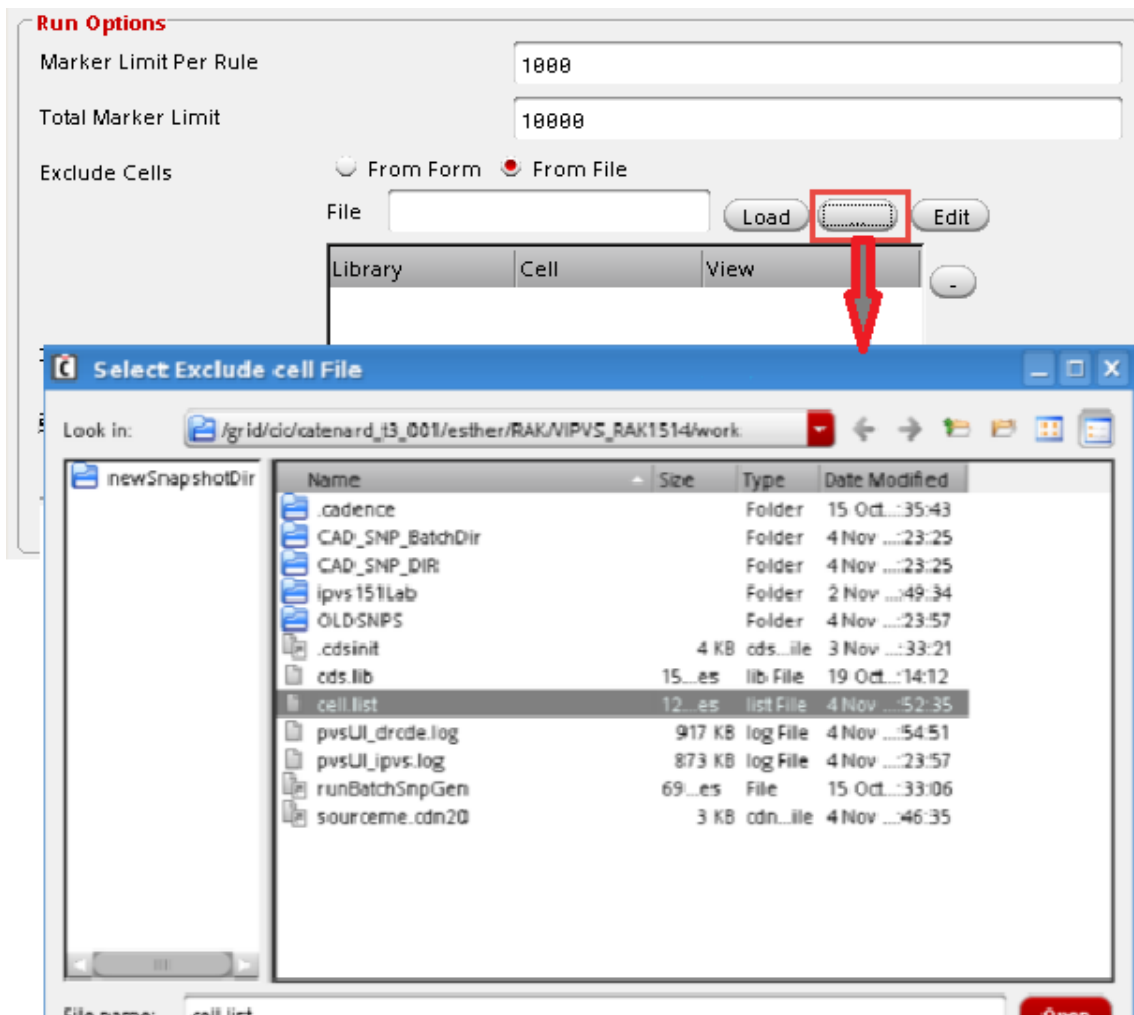 Run Options
Marker Limit Per Rule 1000
Total Marker Limit 10000
Exclude Cells From Form From File
File Load ... Edit
Library Cell View -
Select Exclude cell File
Look in: /grid/cic/catenard_t3_001/esther/RAK/VIPVS_RAK1514/work
newSnapshotDir Name Size Type Date Modified
.cadence Folder 15 Oct...:35:43
CAD_SNP_BatchDir Folder 4 Nov ...:23:25
CAD_SNP_DIR Folder 4 Nov ...:23:25
ipvs151Lab Folder 2 Nov ...:49:34
OLDSNPS Folder 4 Nov ...:23:57
.cdsinit 4 KB cds...ile 3 Nov ...:33:21
cds.lib 15...es lib File 19 Oct...:14:12
cell.list 12...es list File 4 Nov ...:52:35
pvsUI_drcde.log 917 KB log File 4 Nov ...:54:51
pvsUI_ipvs.log 873 KB log File 4 Nov ...:23:57
runBatchSnpGen 69...es File 15 Oct...:33:06
sourceme.cdn20 3 KB cdn...ile 4 Nov ...:46:35
File name: cell.list Open